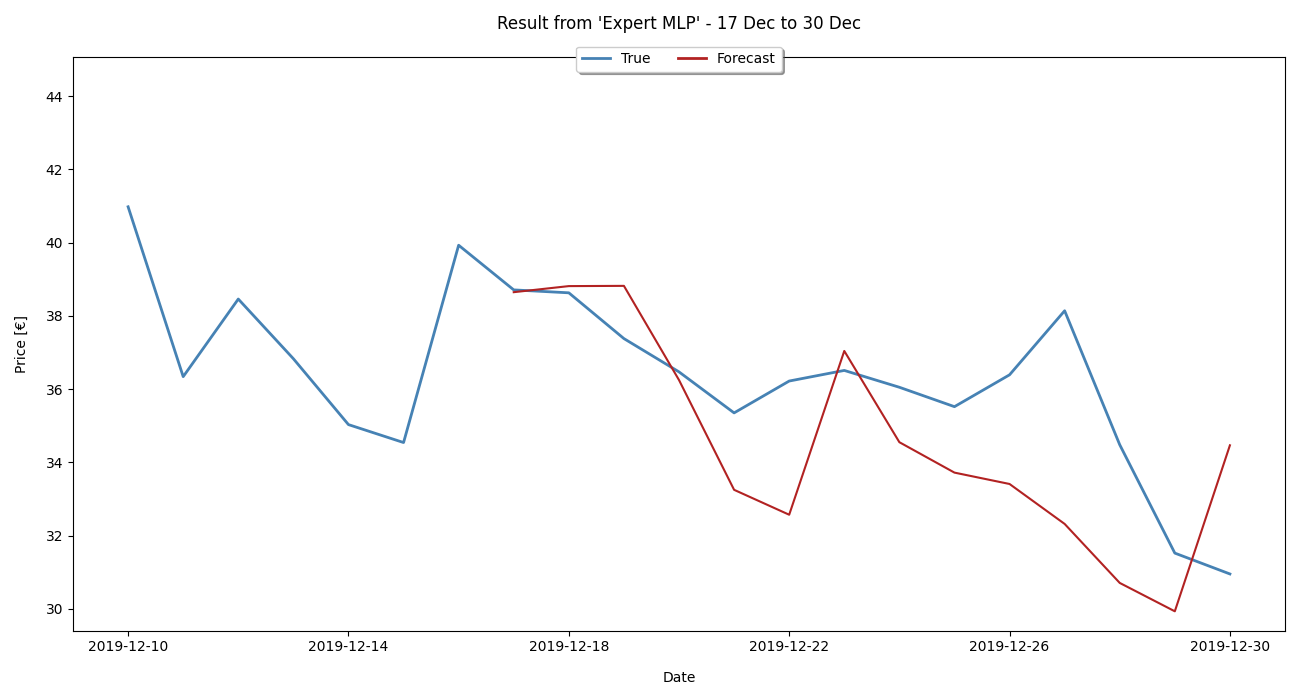 Result from 'Expert MLP' - 17 Dec to 30 Dec
True Forecast
44
42
40
38
36
34
32
30
Price [€]
2019-12-10 2019-12-14 2019-12-18 2019-12-22 2019-12-26 2019-12-30
Date